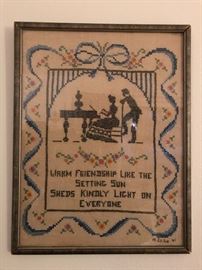 WARM FRIENDSHIP LIKE THE
SETTING SUN
SHEDS KINDLY LIGHT ON
EVERYONE